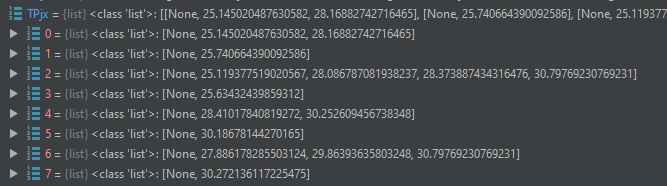 TPjx = {list} <class 'list'>: [[None, 25.145020487630582, 28.16882742716465], [None, 25.740664390092586], [None, 25.119377
0 = {list} <class 'list'>: [None, 25.145020487630582, 28.16882742716465]
1 = {list} <class 'list'>: [None, 25.740664390092586]
2 = {list} <class 'list'>: [None, 25.119377519020567, 28.086787081938237, 28.373887434316476, 30.79769230769231]
3 = {list} <class 'list'>: [None, 25.63432439859312]
4 = {list} <class 'list'>: [None, 28.41017840819272, 30.252609456738348]
5 = {list} <class 'list'>: [None, 30.18678144270165]
6 = {list} <class 'list'>: [None, 27.886178285503124, 29.86393635803248, 30.79769230769231]
7 = {list} <class 'list'>: [None, 30.272136117225475]